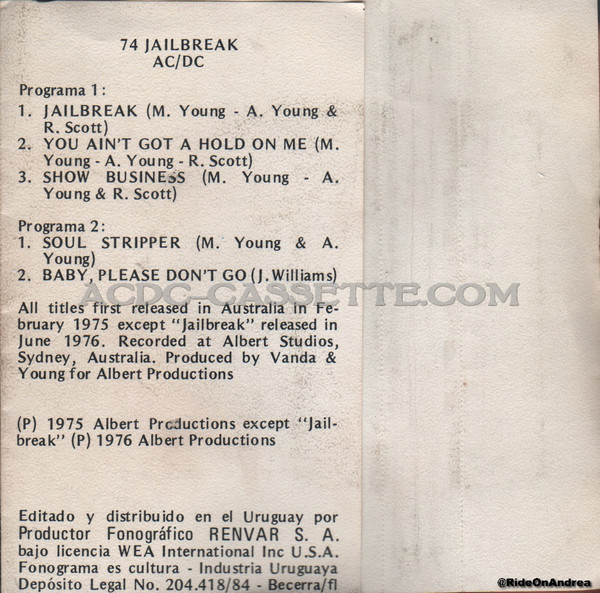 74 JAILBREAK
AC/DC
Programa 1:
1. JAILBREAK (M. Young - A. Young &
R. Scott)
2. YOU AIN'T GOT A HOLD ON ME (M.
Young - A. Young - R. Scott)
3. SHOW BUSINESS (M. Young - A.
Young & R. Scott)
Programa 2:
1. SOUL STRIPPER (M. Young & A.
Young)
2. BABY, PLEASE DON'T GO (J. Williams)
ACDC-CASSETTE.COM
All titles first released in Australia in Fe-
bruary 1975 except "Jailbreak" released in
June 1976. Recorded at Albert Studios,
Sydney, Australia. Produced by Vanda &
Young for Albert Productions
(P) 1975 Albert Productions except "Jail-
break" (P) 1976 Albert Productions
Editado y distribuido en el Uruguay por
Productor Fonográfico RENVAR S. A.
bajo licencia WEA International Inc U.S.A.
Fonograma es cultura - Industria Uruguaya
Depósito Legal No. 204.418/84 - Becerra/fl
@RideOnAndrea